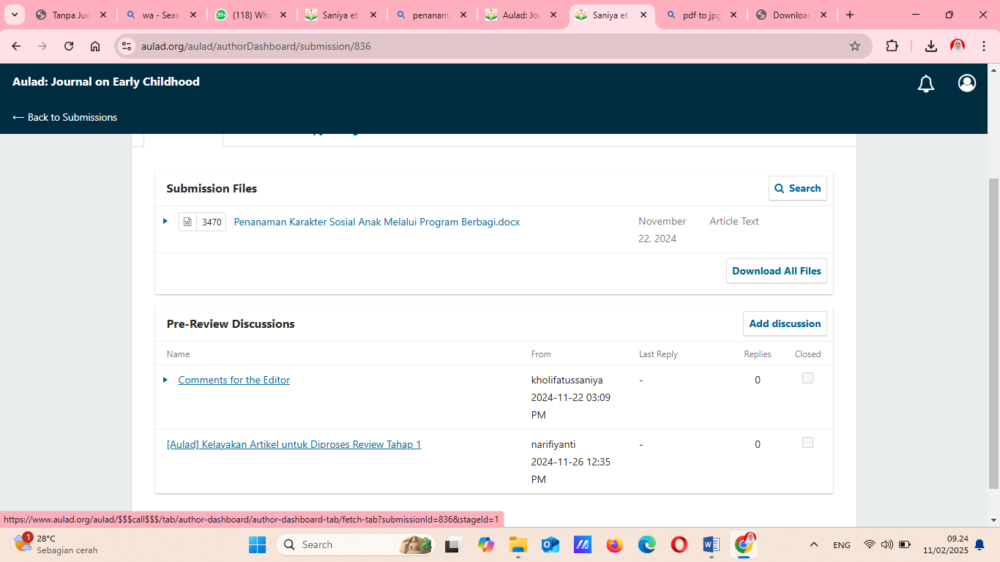 Tanpa Jud
wa - Sear
(118) Wha
Saniya et
penanam
Aulad: Jou
Saniya et
pdf to jpg
Download
aulad.org/aulad/authorDashboard/submission/836
Aulad: Journal on Early Childhood
← Back to Submissions
Submission Files
Search
3470 Penanaman Karakter Sosial Anak Melalui Program Berbagi.docx
November 22, 2024
Article Text
Download All Files
Pre-Review Discussions
Add discussion
Name From Last Reply Replies Closed
Comments for the Editor
kholifatussaniya
2024-11-22 03:09
PM
-
0
[Aulad] Kelayakan Artikel untuk Diproses Review Tahap 1
narifiyanti
2024-11-26 12:35
PM
-
0
https://www.aulad.org/aulad/$$$call$$$/tab/author-dashboard/author-dashboard-tab/fetch-tab?submissionId=836&stageId=1
1
28°C
Sebagian cerah
Search
ENG
09.24
11/02/2025